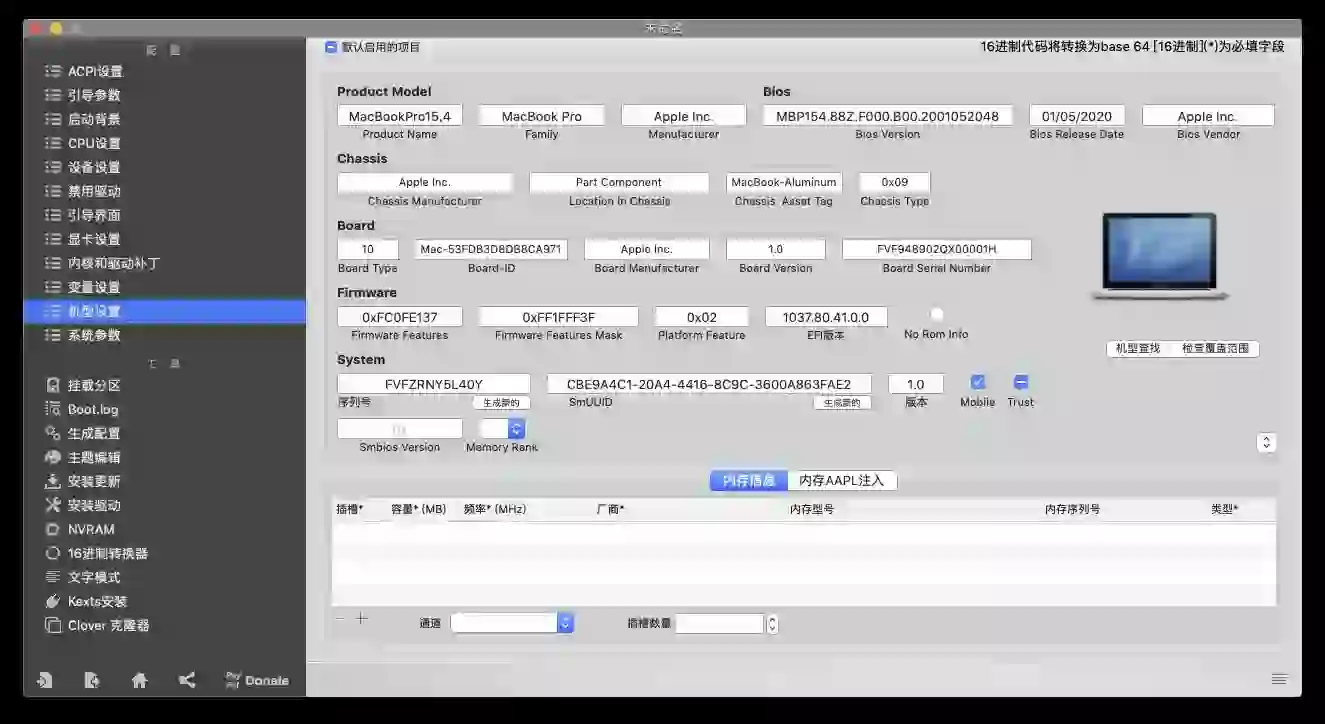 未命名
配 置
ACPI设置
引导参数
启动背景
CPU设置
设备设置
禁用驱动
引导界面
显卡设置
内核和驱动补丁
变量设置
机型设置
系统参数
工 具
挂载分区
Boot.log
生成配置
主题编辑
安装更新
安装驱动
NVRAM
16进制转换器
文字模式
Kexts安装
Clover 克隆器
Donate
默认启用的项目
16进制代码将转换为base 64 [16进制](*)为必填字段
Product Model
Bios
MacBookPro15,4
MacBook Pro
Apple Inc.
MBP154.88Z.F000.B00.2001052048
01/05/2020
Apple Inc.
Product Name
Family
Manufacturer
Bios Version
Bios Release Date
Bios Vendor
Chassis
Apple Inc.
Part Component
MacBook-Aluminum
0x09
Chassis Manufacturer
Location In Chassis
Chassis Asset Tag
Chassis Type
Board
10
Mac-53FDB3D8DB8CA971
Apple Inc.
1.0
FVF948902QX00001H
Board Type
Board-ID
Board Manufacturer
Board Version
Board Serial Number
Firmware
0xFC0FE137
0xFF1FFF3F
0x02
1037.80.41.0.0
Firmware Features
Firmware Features Mask
Platform Feature
EFI版本
No Rom Info
机型查找
检查覆盖范围
System
FVFZRNY5L40Y
CBE9A4C1-20A4-4416-8C9C-3600A863FAE2
1.0
序列号
生成新的
SmUUID
生成新的
版本
Mobile
Trust
Smbios Version
Memory Rank
内存信息
内存AAPL注入
插槽*
容量* (MB)
频率* (MHz)
厂商*
内存型号
内存序列号
类型*
通道
插槽数量